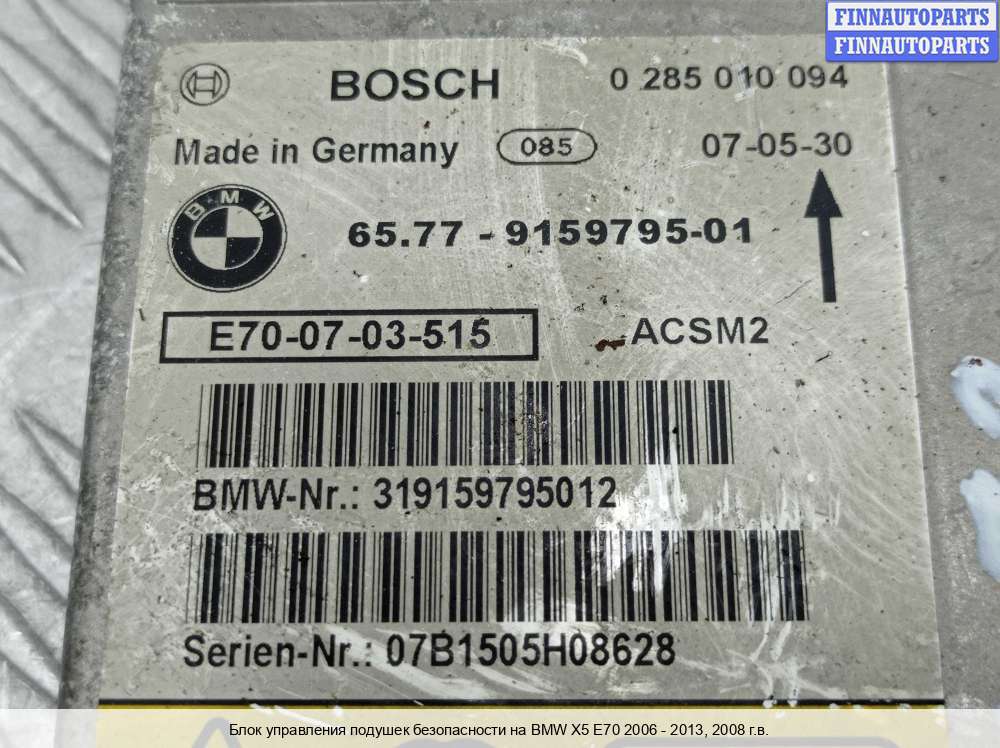 FINNAUTOPARTS
FINNAUTOPARTS
BOSCH 0 285 010 094
Made in Germany 085 07-05-30
BMW 65.77 - 9159795-01
E70-07-03-515 ACSM2
BMW-Nr.: 319159795012
Serien-Nr.: 07B1505H08628
Блок управления подушек безопасности на BMW X5 E70 2006 - 2013, 2008 г.в.